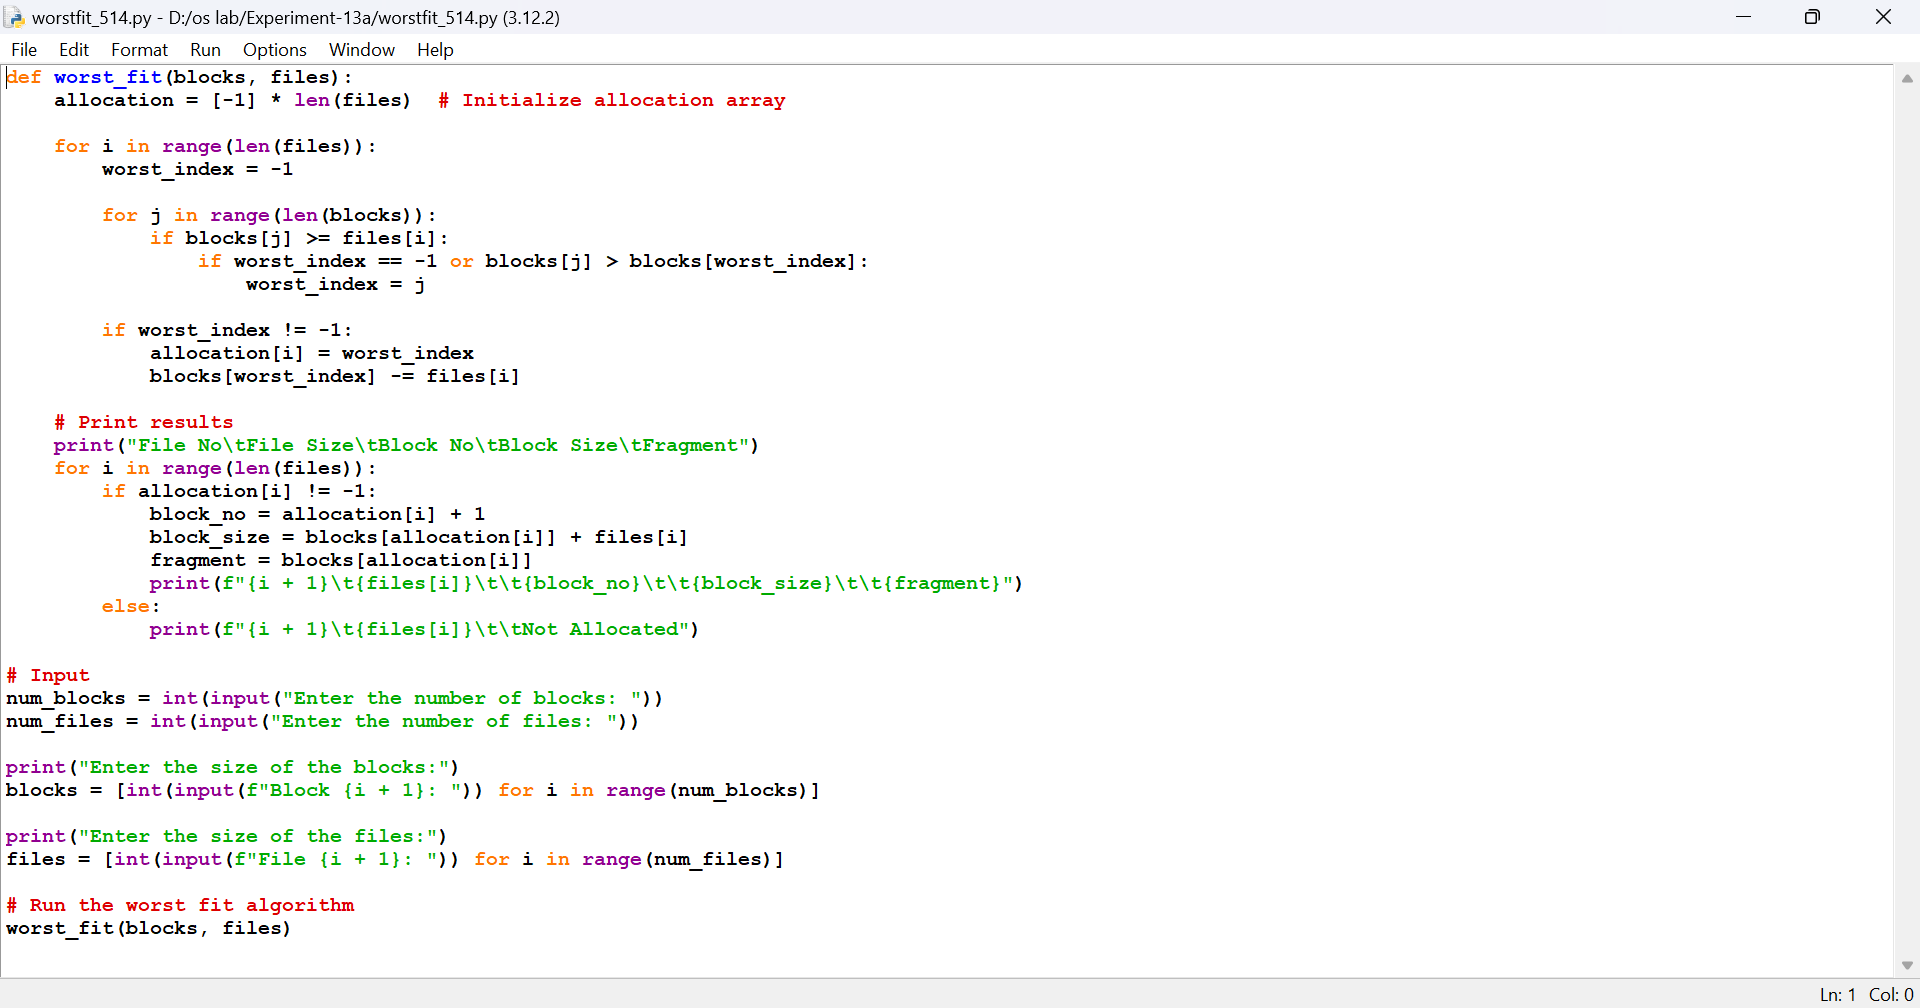 worstfit_514.py - D:/os lab/Experiment-13a/worstfit_514.py (3.12.2)
File Edit Format Run Options Window Help
def worst_fit(blocks, files):
    allocation = [-1] * len(files)  # Initialize allocation array

    for i in range(len(files)):
        worst_index = -1

        for j in range(len(blocks)):
            if blocks[j] >= files[i]:
                if worst_index == -1 or blocks[j] > blocks[worst_index]:
                    worst_index = j

        if worst_index != -1:
            allocation[i] = worst_index
            blocks[worst_index] -= files[i]

    # Print results
    print("File No\tFile Size\tBlock No\tBlock Size\tFragment")
    for i in range(len(files)):
        if allocation[i] != -1:
            block_no = allocation[i] + 1
            block_size = blocks[allocation[i]] + files[i]
            fragment = blocks[allocation[i]]
            print(f"{i + 1}\t{files[i]}\t\t{block_no}\t\t{block_size}\t\t{fragment}")
        else:
            print(f"{i + 1}\t{files[i]}\t\tNot Allocated")

# Input
num_blocks = int(input("Enter the number of blocks: "))
num_files = int(input("Enter the number of files: "))

print("Enter the size of the blocks:")
blocks = [int(input(f"Block {i + 1}: ")) for i in range(num_blocks)]

print("Enter the size of the files:")
files = [int(input(f"File {i + 1}: ")) for i in range(num_files)]

# Run the worst fit algorithm
worst_fit(blocks, files)
Ln: 1 Col: 0